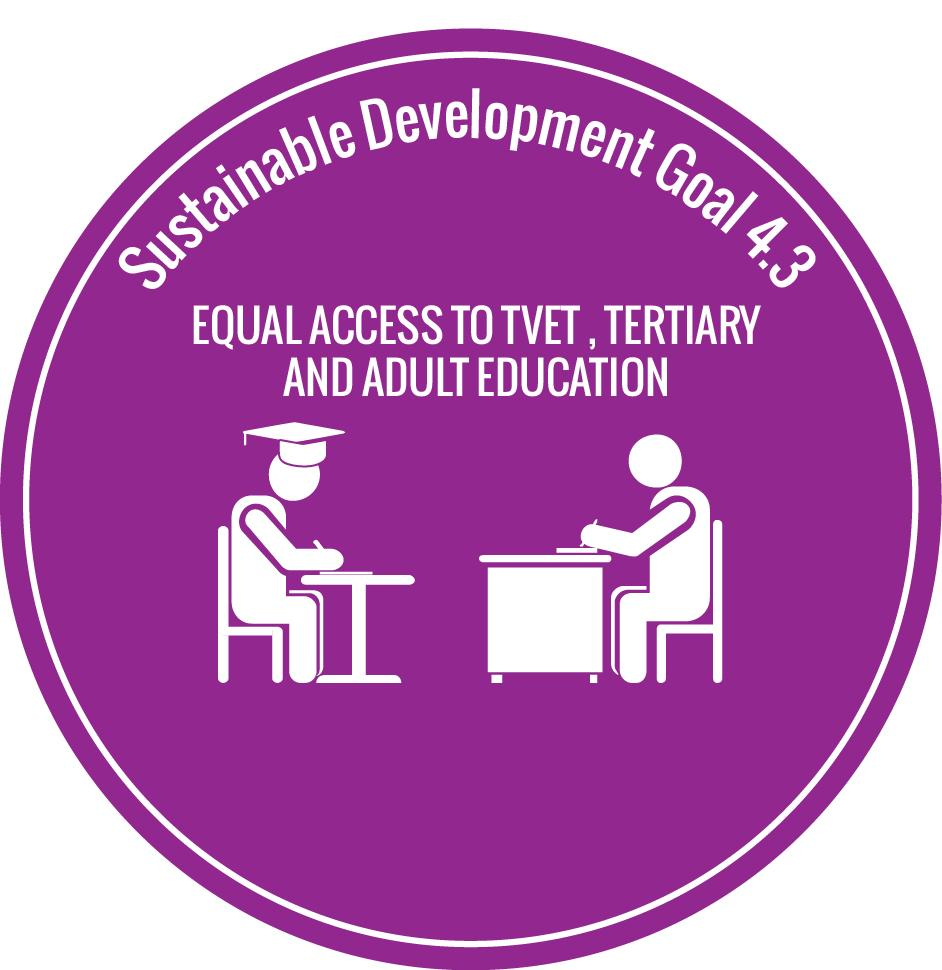 Sustainable Development Goal 4.3
EQUAL ACCESS TO TVET , TERTIARY
AND ADULT EDUCATION